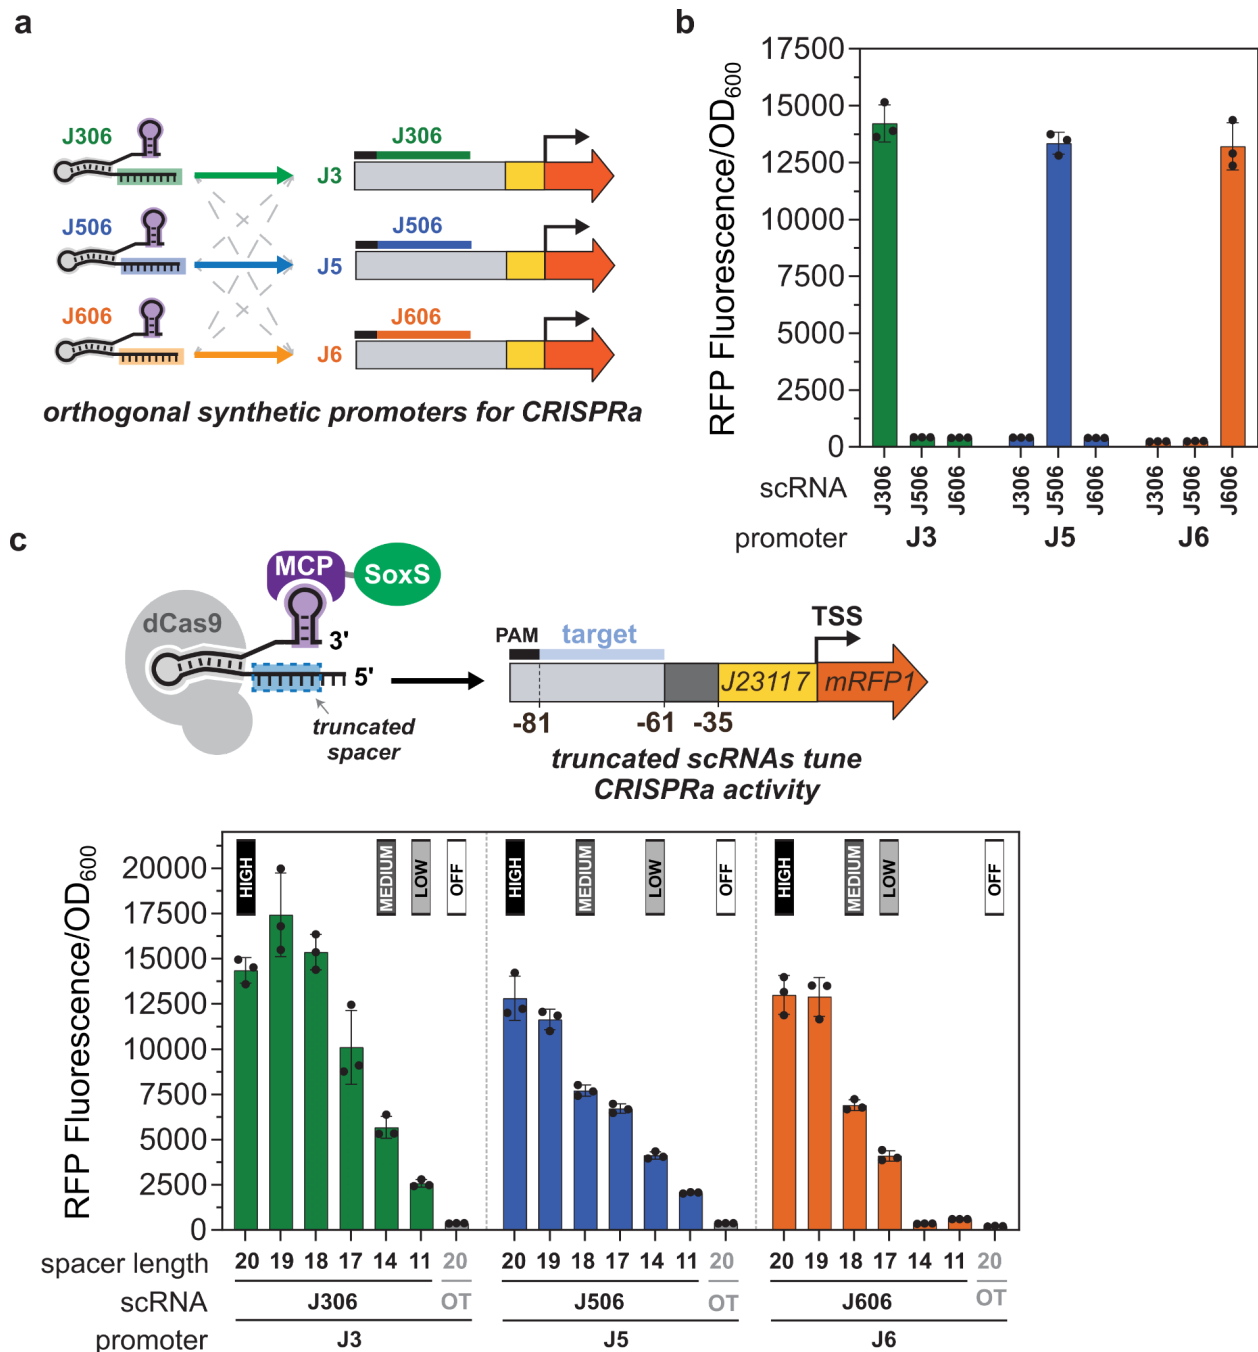 a
J306
J306
J3
J506
J506
J5
J606
J606
J6
orthogonal synthetic promoters for CRISPRa
b
RFP Fluorescence/OD600
17500
15000
12500
10000
7500
5000
2500
0
scRNA
J306 J506 J606 J306 J506 J606 J306 J506 J606
promoter J3 J5 J6
c
MCP
SoxS
dCas9
3'
5'
truncated
spacer
PAM
target
TSS
J23117
mRFP1
-81
-61
-35
truncated scRNAs tune
CRISPRa activity
RFP Fluorescence/OD600
20000
17500
15000
12500
10000
7500
5000
2500
0
HIGH MEDIUM LOW OFF HIGH MEDIUM LOW OFF HIGH MEDIUM LOW OFF
spacer length 20 19 18 17 14 11 20 20 19 18 17 14 11 20 20 19 18 17 14 11 20
scRNA J306 OT J506 OT J606 OT
promoter J3 J5 J6